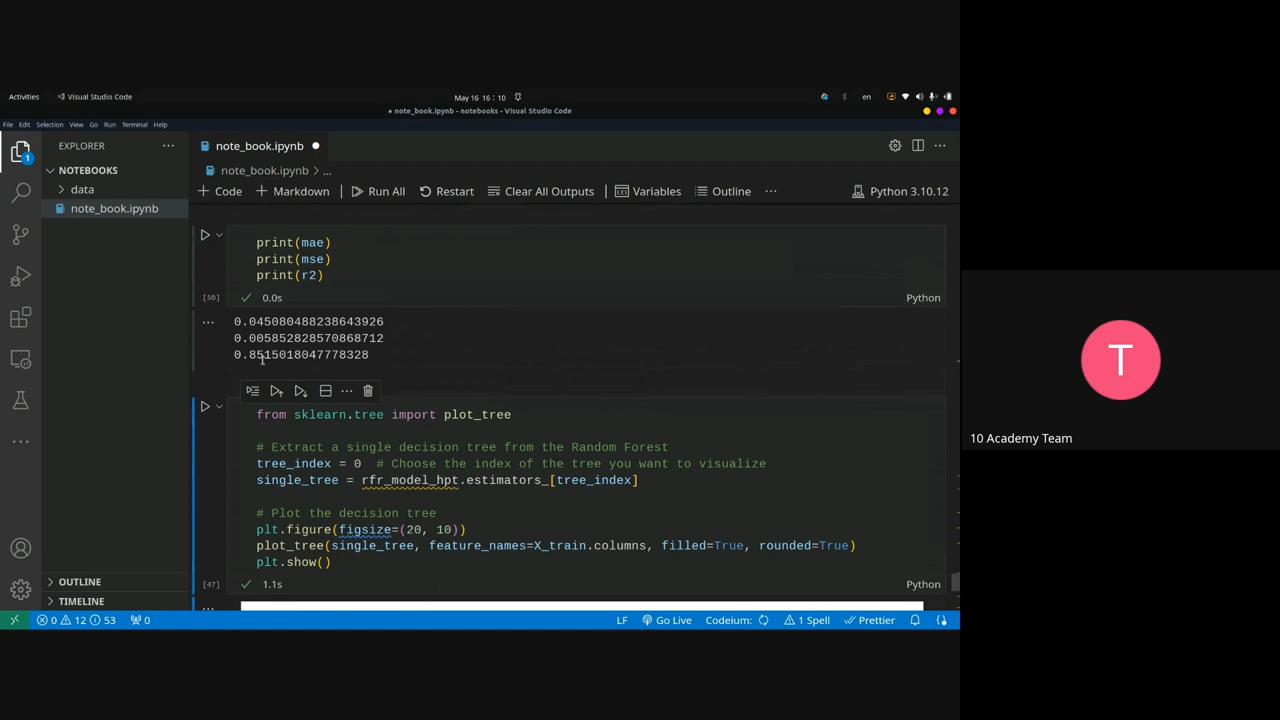 Activities
Visual Studio Code
May 16 16 : 10
en
● note_book.ipynb - notebooks - Visual Studio Code
File Edit Selection View Go Run Terminal Help
EXPLORER
1
NOTEBOOKS
data
note_book.ipynb
OUTLINE
TIMELINE
note_book.ipynb
note_book.ipynb > ...
+ Code + Markdown Run All Restart Clear All Outputs Variables Outline ... Python 3.10.12
print(mae)
print(mse)
print(r2)
[50] 0.0s Python
0.045080488238643926
0.005852828570868712
0.8515018047778328
from sklearn.tree import plot_tree
# Extract a single decision tree from the Random Forest
tree_index = 0 # Choose the index of the tree you want to visualize
single_tree = rfr_model_hpt.estimators_[tree_index]
# Plot the decision tree
plt.figure(figsize=(20, 10))
plot_tree(single_tree, feature_names=X_train.columns, filled=True, rounded=True)
plt.show()
[47] 1.1s Python
0 12 53 0 LF Go Live Codeium: 1 Spell Prettier
T
10 Academy Team